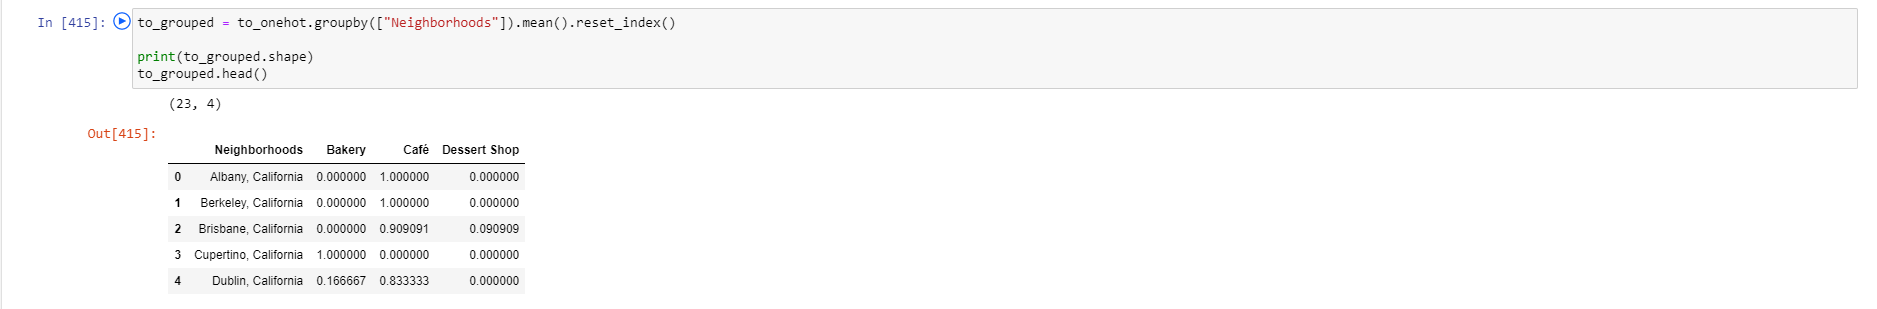 In [415]: to_grouped = to_onehot.groupby(["Neighborhoods"]).mean().reset_index()
print(to_grouped.shape)
to_grouped.head()
(23, 4)
Out[415]:
Neighborhoods Bakery Café Dessert Shop
0 Albany, California 0.000000 1.000000 0.000000
1 Berkeley, California 0.000000 1.000000 0.000000
2 Brisbane, California 0.000000 0.909091 0.090909
3 Cupertino, California 1.000000 0.000000 0.000000
4 Dublin, California 0.166667 0.833333 0.000000